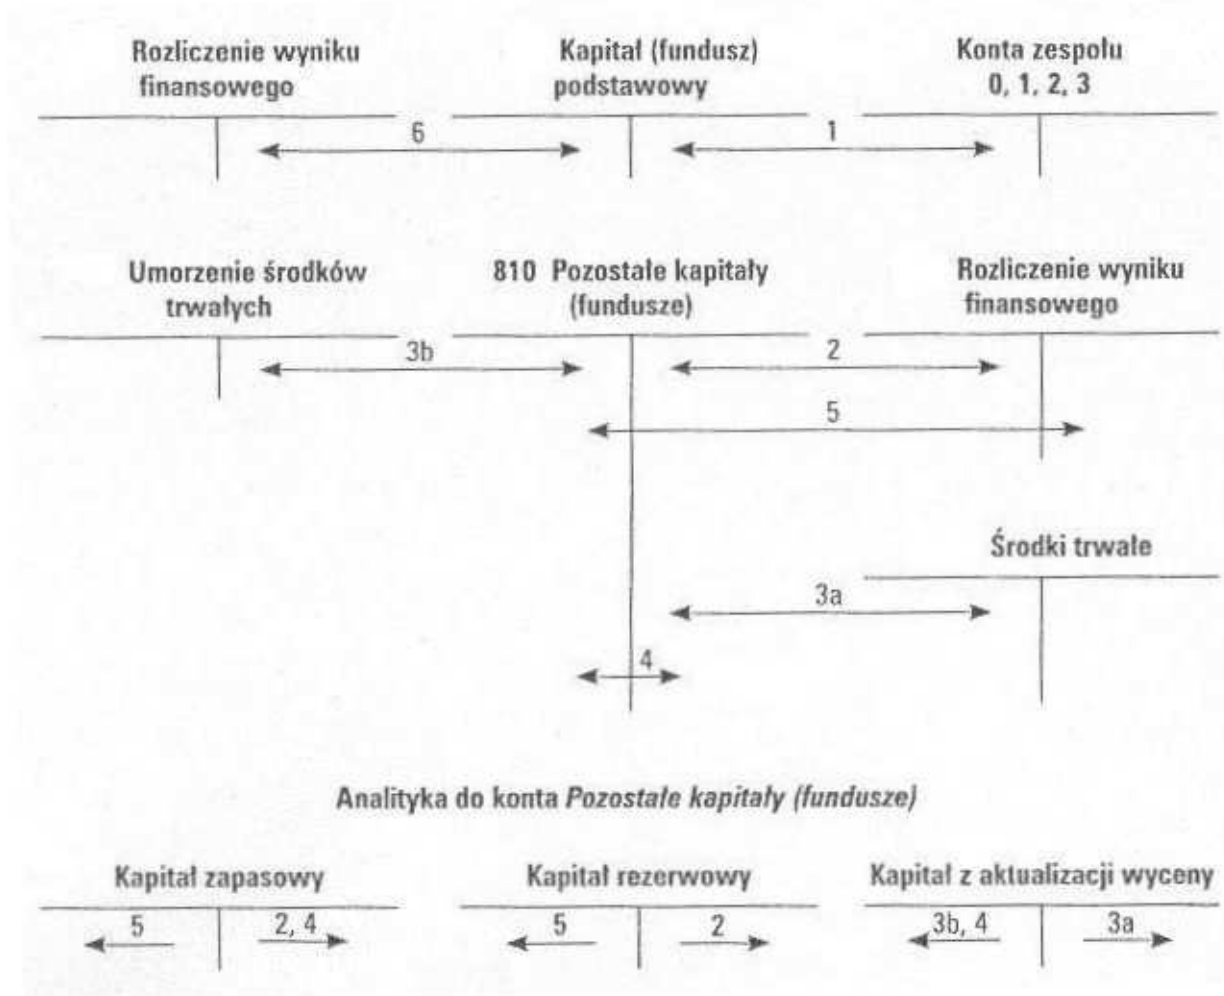 Rozliczenie wyniku
finansowego
Kapitał (fundusz)
podstawowy
Konta zespołu
0, 1, 2, 3
6
1
Umorzenie środków
trwałych
810 Pozostałe kapitały
(fundusze)
Rozliczenie wyniku
finansowego
3b
2
5
Środki trwałe
3a
4
Analityka do konta Pozostałe kapitały (fundusze)
Kapitał zapasowy
Kapitał rezerwowy
Kapitał z aktualizacji wyceny
5
2, 4
5
2
3b, 4
3a